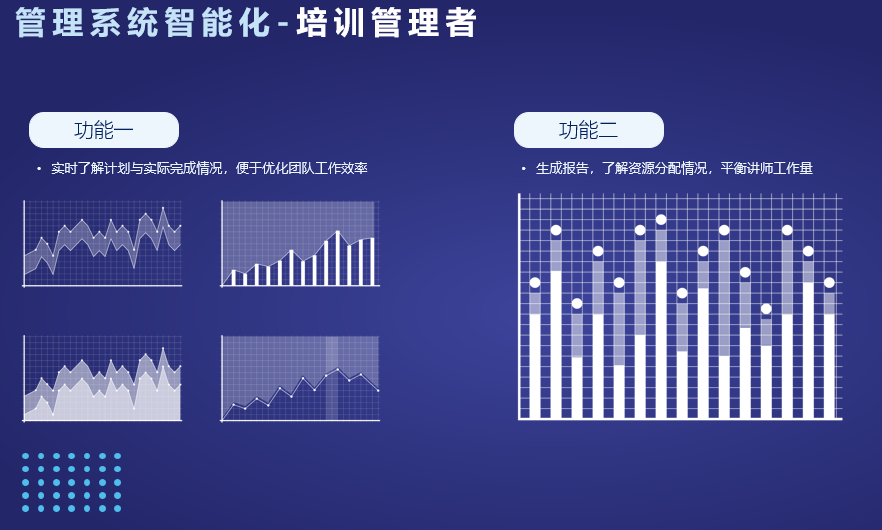 管理系统智能化-培训管理者
功能一
• 实时了解计划与实际完成情况，便于优化团队工作效率
功能二
• 生成报告，了解资源分配情况，平衡讲师工作量